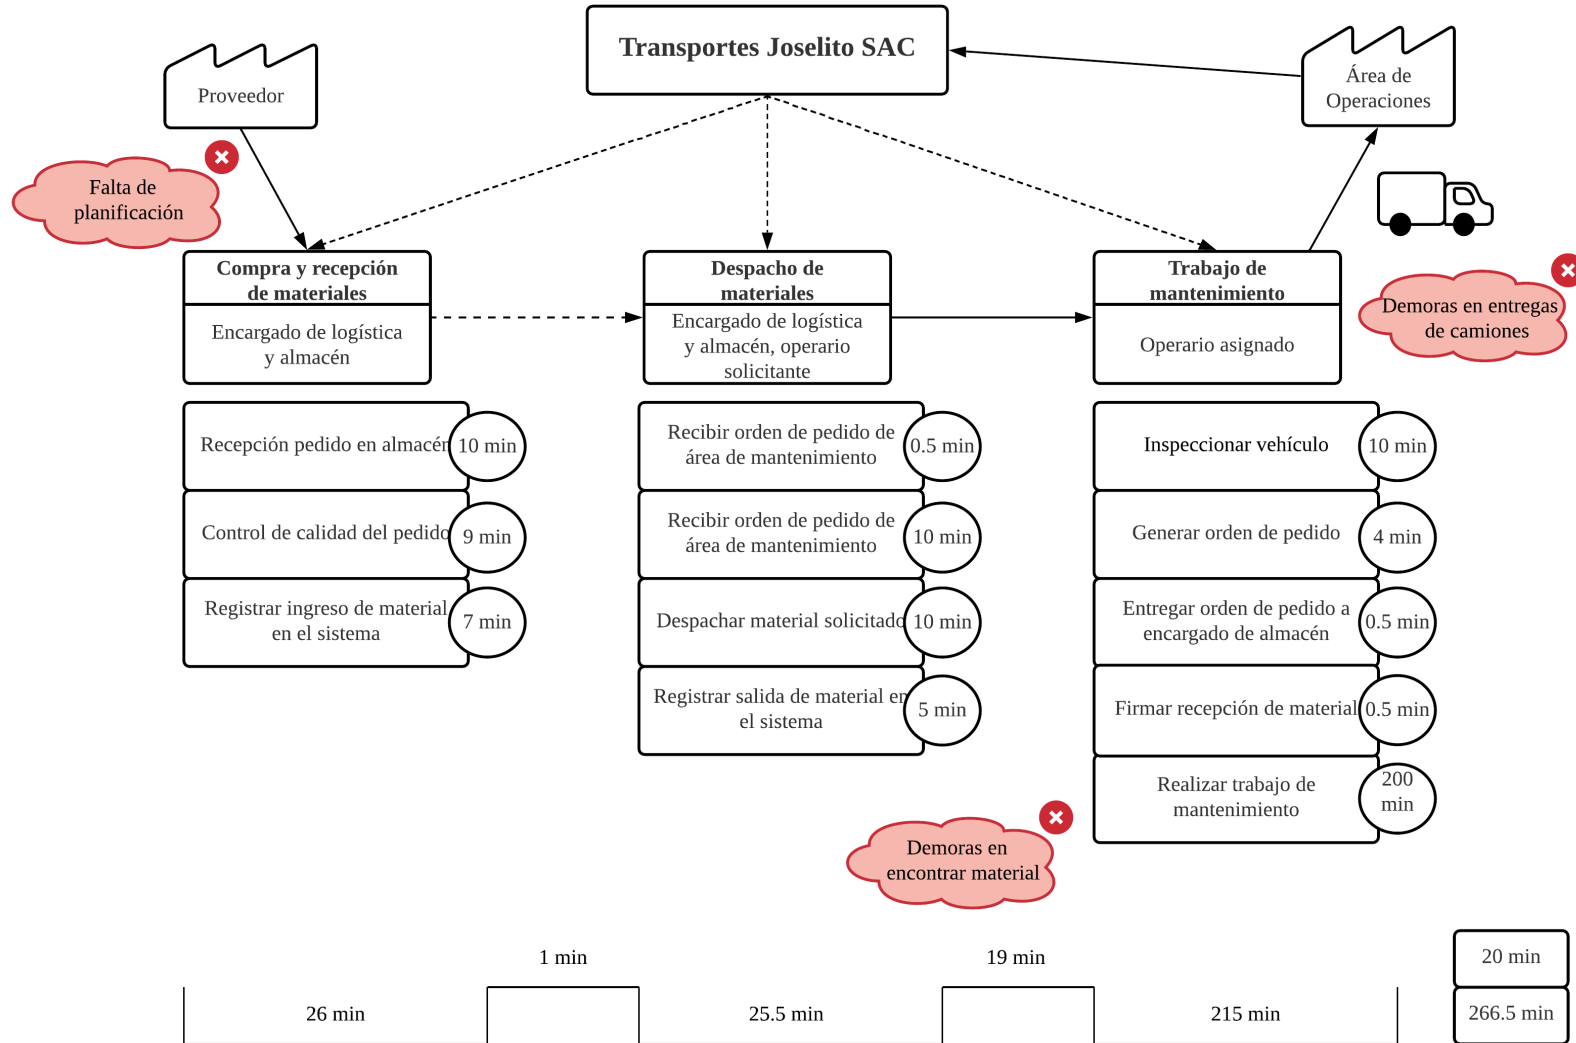 Transportes Joselito SAC
Proveedor
Área de
Operaciones
Falta de
planificación
Compra y recepción
de materiales
Encargado de logística
y almacén
Despacho de
materiales
Encargado de logística
y almacén, operario
solicitante
Trabajo de
mantenimiento
Operario asignado
Demoras en entregas
de camiones
Recepción pedido en almacén
10 min
Control de calidad del pedido
9 min
Registrar ingreso de material
en el sistema
7 min
Recibir orden de pedido de
área de mantenimiento
0.5 min
Recibir orden de pedido de
área de mantenimiento
10 min
Despachar material solicitado
10 min
Registrar salida de material en
el sistema
5 min
Inspeccionar vehículo
10 min
Generar orden de pedido
4 min
Entregar orden de pedido a
encargado de almacén
0.5 min
Firmar recepción de material
0.5 min
Realizar trabajo de
mantenimiento
200
min
Demoras en
encontrar material
1 min
19 min
20 min
26 min
25.5 min
215 min
266.5 min